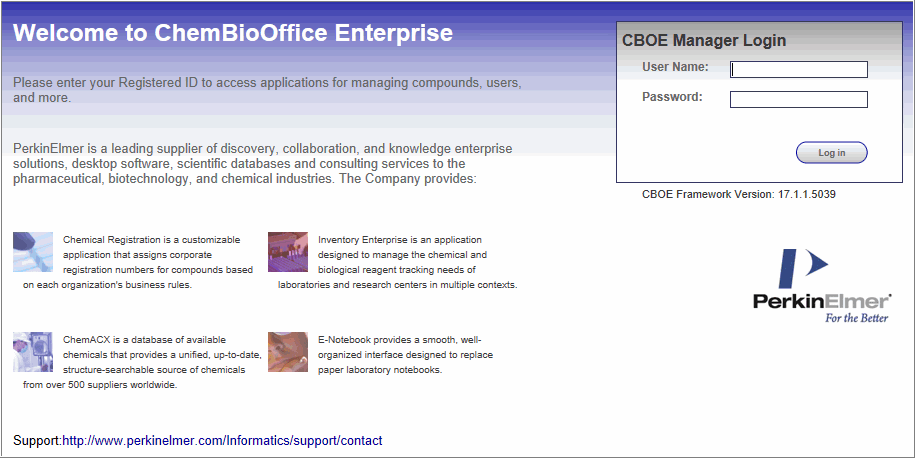 Welcome to ChemBioOffice Enterprise
Please enter your Registered ID to access applications for managing compounds, users,
and more.
PerkinElmer is a leading supplier of discovery, collaboration, and knowledge enterprise
solutions, desktop software, scientific databases and consulting services to the
pharmaceutical, biotechnology, and chemical industries. The Company provides:
Chemical Registration is a customizable
application that assigns corporate
registration numbers for compounds based
on each organization's business rules.
Inventory Enterprise is an application
designed to manage the chemical and
biological reagent tracking needs of
laboratories and research centers in multiple contexts.
ChemACX is a database of available
chemicals that provides a unified, up-to-date,
structure-searchable source of chemicals
from over 500 suppliers worldwide.
E-Notebook provides a smooth, well-
organized interface designed to replace
paper laboratory notebooks.
Support:http://www.perkinelmer.com/Informatics/support/contact
CBOE Manager Login
User Name:
Password:
Log in
CBOE Framework Version: 17.1.1.5039
PerkinElmer
For the Better